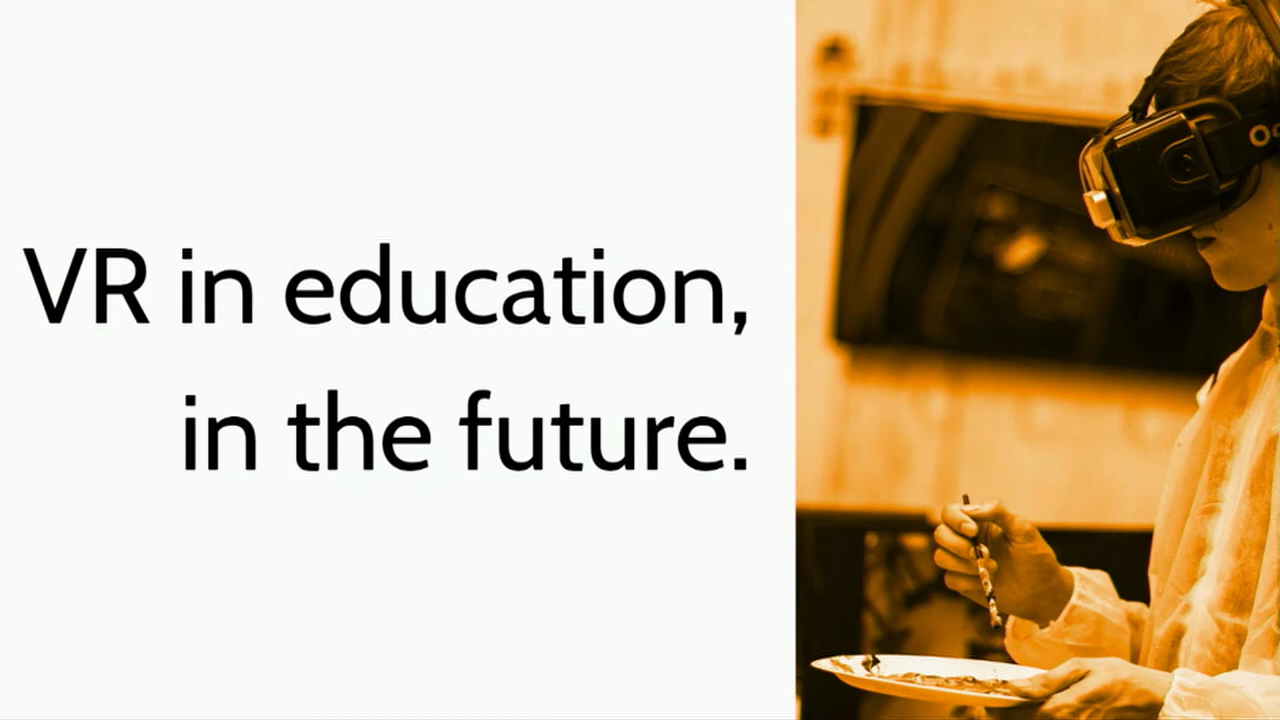 VR in education,
in the future.